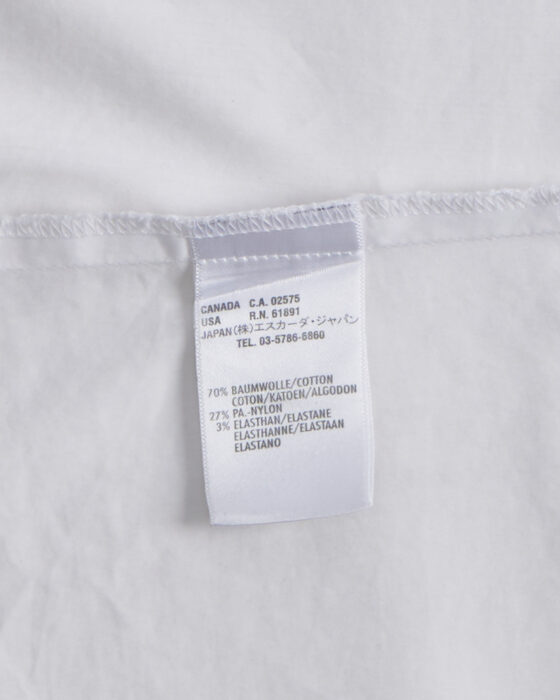 CANADA C.A. 02575
USA R.N. 61891
JAPAN(株)エスカーダ・ジャパン
TEL. 03-5786-6860
70% BAUMWOLLE/COTTON
COTON/KATOEN/ALGODON
27% PA.-NYLON
3% ELASTHAN/ELASTANE
ELASTHANNE/ELASTAAN
ELASTANO